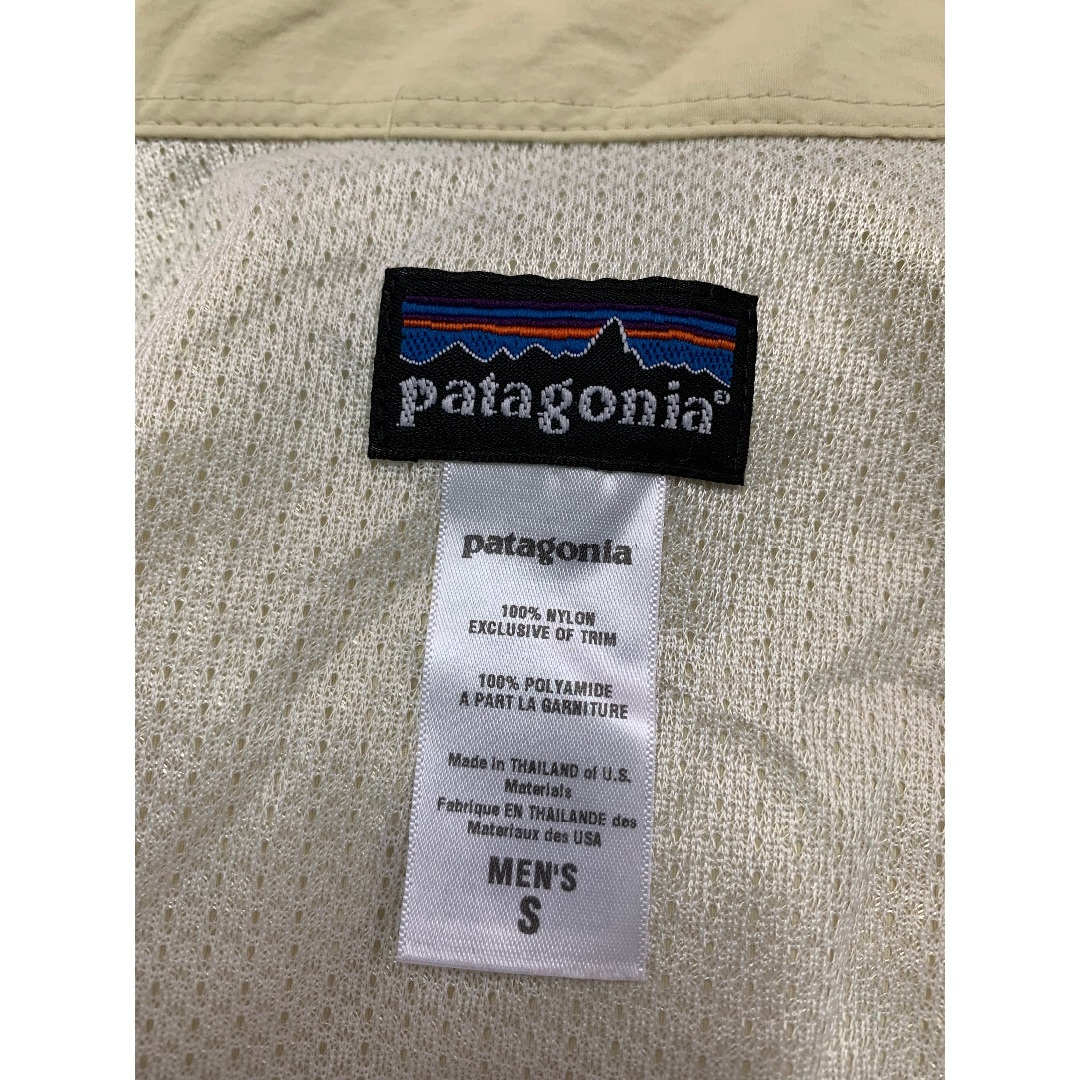 patagonia®
patagonia
100% NYLON
EXCLUSIVE OF TRIM
100% POLYAMIDE
A PART LA GARNITURE
Made in THAILAND of U.S.
Materials
Fabrique EN THAILANDE des
Materiaux des USA
MEN'S
S